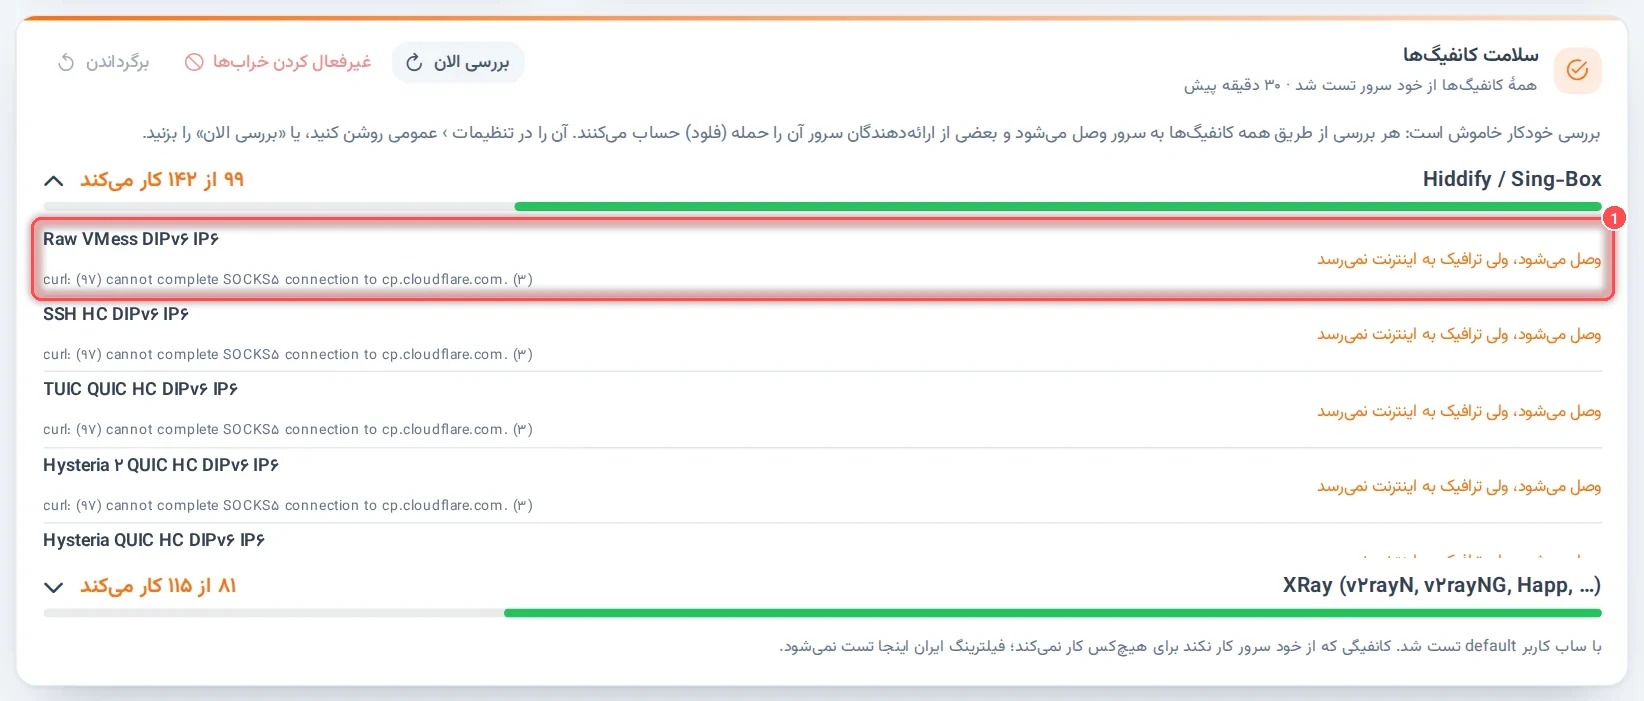 سلامت کانفیگ‌ها
همهٔ کانفیگ‌ها از خود سرور تست شد · ۳۰ دقیقه پیش
بررسی الان
غیرفعال کردن خراب‌ها
برگرداندن
بررسی خودکار خاموش است: هر بررسی از طریق همه کانفیگ‌ها به سرور وصل می‌شود و بعضی از ارائه‌دهندگان سرور آن را حمله (فلود) حساب می‌کنند. آن را در تنظیمات › عمومی روشن کنید، یا «بررسی الان» را بزنید.
Hiddify / Sing-Box
۹۹ از ۱۴۲ کار می‌کند
1
Raw VMess DIPv۶ IP۶
وصل می‌شود، ولی ترافیک به اینترنت نمی‌رسد
curl: (۹۷) cannot complete SOCKS۵ connection to cp.cloudflare.com. (۳)
SSH HC DIPv۶ IP۶
وصل می‌شود، ولی ترافیک به اینترنت نمی‌رسد
curl: (۹۷) cannot complete SOCKS۵ connection to cp.cloudflare.com. (۳)
TUIC QUIC HC DIPv۶ IP۶
وصل می‌شود، ولی ترافیک به اینترنت نمی‌رسد
curl: (۹۷) cannot complete SOCKS۵ connection to cp.cloudflare.com. (۳)
Hysteria ۲ QUIC HC DIPv۶ IP۶
وصل می‌شود، ولی ترافیک به اینترنت نمی‌رسد
curl: (۹۷) cannot complete SOCKS۵ connection to cp.cloudflare.com. (۳)
Hysteria QUIC HC DIPv۶ IP۶
XRay (v۲rayN, v۲rayNG, Happ, …)
۸۱ از ۱۱۵ کار می‌کند
با ساب کاربر default تست شد. کانفیگی که از خود سرور کار نکند برای هیچ‌کس کار نمی‌کند؛ فیلترینگ ایران اینجا تست نمی‌شود.